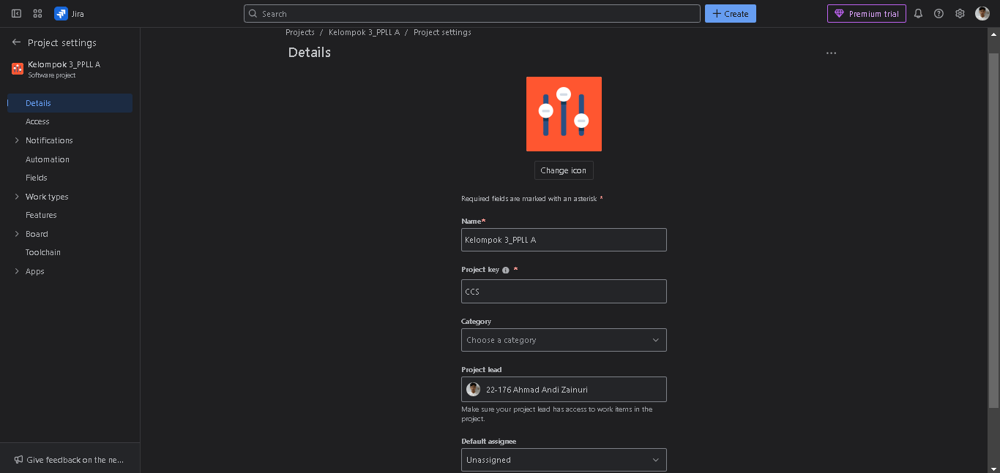 Jira
Search
Create
Premium trial
Project settings
Kelompok 3_PPLL A
Software project
Details
Access
Notifications
Automation
Fields
Work types
Features
Board
Toolchain
Apps
Give feedback on the ne...
Projects / Kelompok 3_PPLL A / Project settings
Details
Change icon
Required fields are marked with an asterisk *
Name*
Kelompok 3_PPLL A
Project key *
CCS
Category
Choose a category
Project lead
22-176 Ahmad Andi Zainuri
Make sure your project lead has access to work items in the
project.
Default assignee
Unassigned